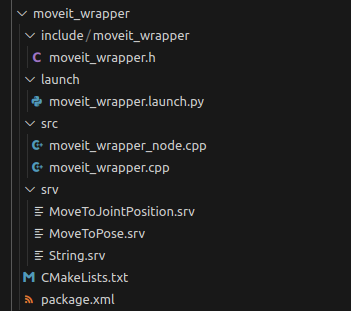 moveit_wrapper
include/moveit_wrapper
C moveit_wrapper.h
launch
moveit_wrapper.launch.py
src
moveit_wrapper_node.cpp
moveit_wrapper.cpp
srv
MoveToJointPosition.srv
MoveToPose.srv
String.srv
M CMakeLists.txt
package.xml